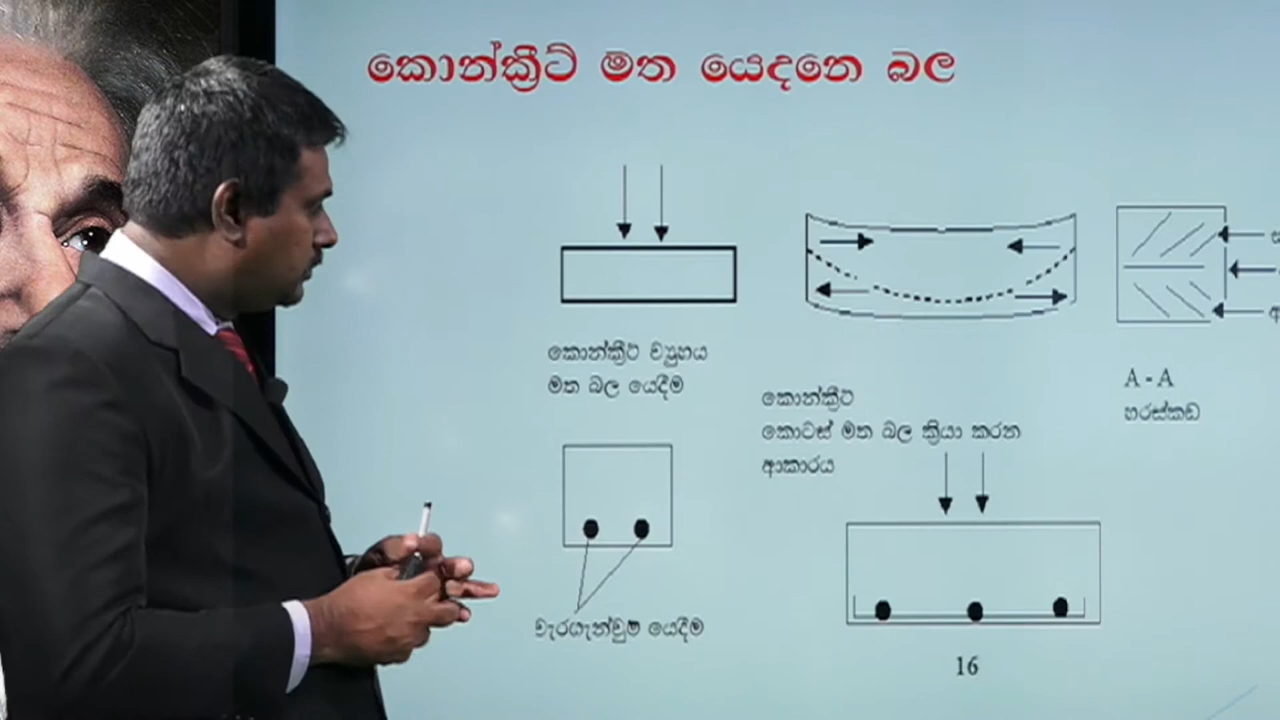 කොන්ක්‍රීට් මත යෙදෙන බල
කොන්ක්‍රීට් ව්‍යුහය
මත බල යෙදීම
කොන්ක්‍රීට්
කොටස් මත බල ක්‍රියා කරන
ආකාරය
A - A
හරස්කඩ
වැරගැන්වුම් යෙදීම
16